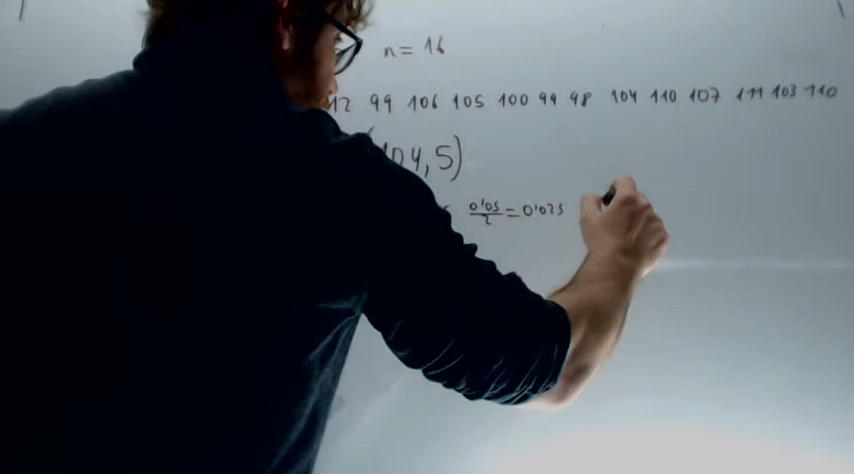 n = 16
12 99 106 105 100 99 98 104 110 107 111 103 110
104,5)
0'05/2 = 0'025